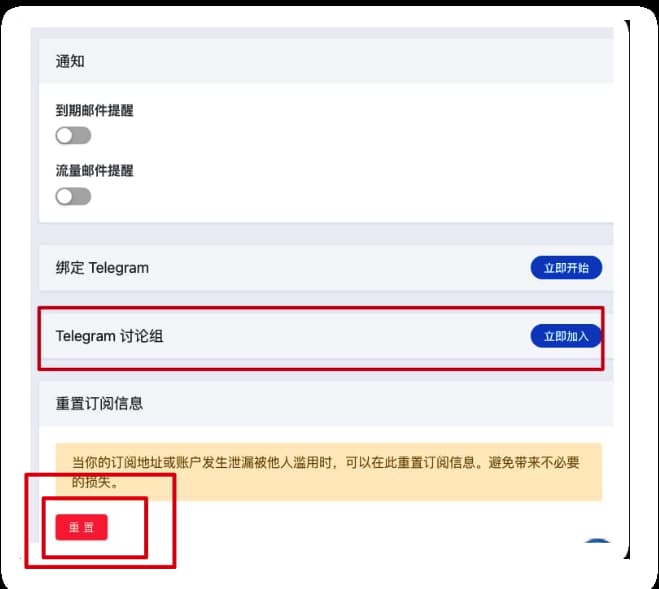 通知
到期邮件提醒
流量邮件提醒
绑定 Telegram
立即开始
Telegram 讨论组
立即加入
重置订阅信息
当你的订阅地址或账户发生泄漏被他人滥用时，可以在此重置订阅信息。避免带来不必要
的损失。
重 置